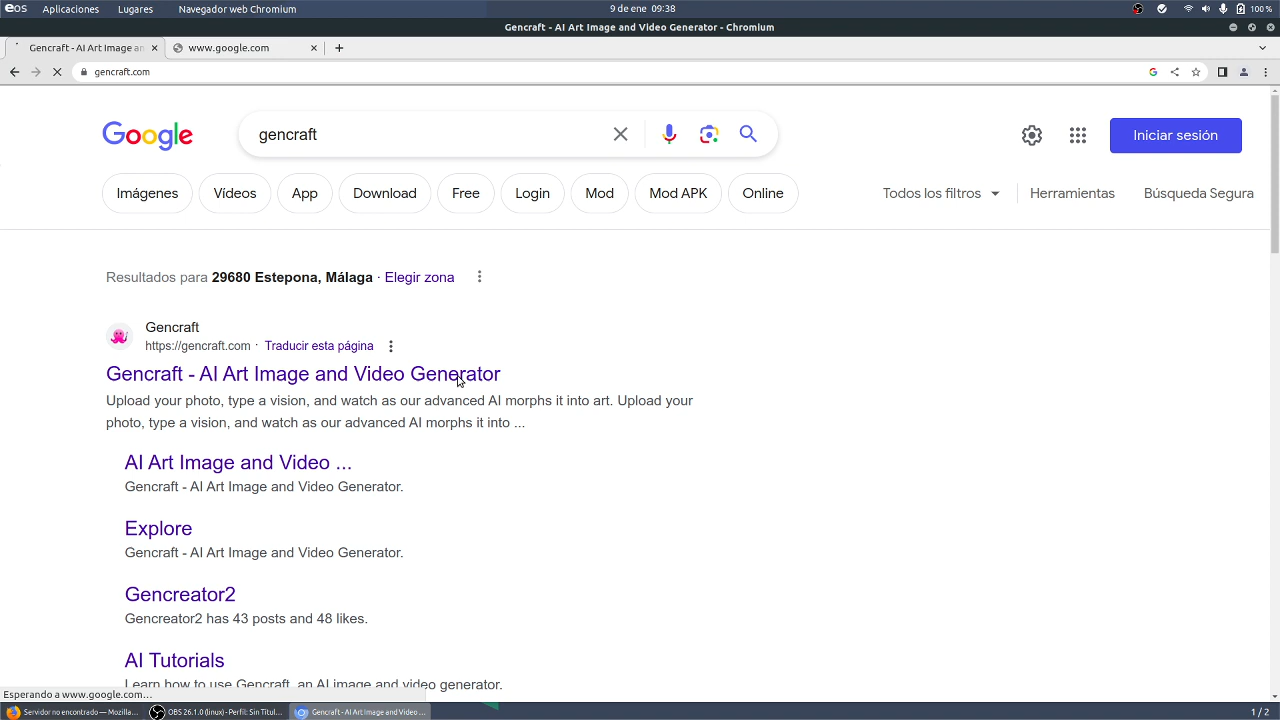 eos Aplicaciones Lugares Navegador web Chromium 9 de ene 09:38 100 %
Gencraft - AI Art Image and Video Generator - Chromium
Gencraft - AI Art Image an www.google.com
gencraft.com
Google gencraft Iniciar sesión
Imágenes Vídeos App Download Free Login Mod Mod APK Online Todos los filtros Herramientas Búsqueda Segura
Resultados para 29680 Estepona, Málaga · Elegir zona
Gencraft
https://gencraft.com · Traducir esta página
Gencraft - AI Art Image and Video Generator
Upload your photo, type a vision, and watch as our advanced AI morphs it into art. Upload your
photo, type a vision, and watch as our advanced AI morphs it into ...
AI Art Image and Video ...
Gencraft - AI Art Image and Video Generator.
Explore
Gencraft - AI Art Image and Video Generator.
Gencreator2
Gencreator2 has 43 posts and 48 likes.
AI Tutorials
Learn how to use Gencraft, an AI image and video generator.
Esperando a www.google.com...
Servidor no encontrado — Mozilla... OBS 26.1.0 (linux) - Perfil: Sin Títul... Gencraft - AI Art Image and Video ... 1 / 2